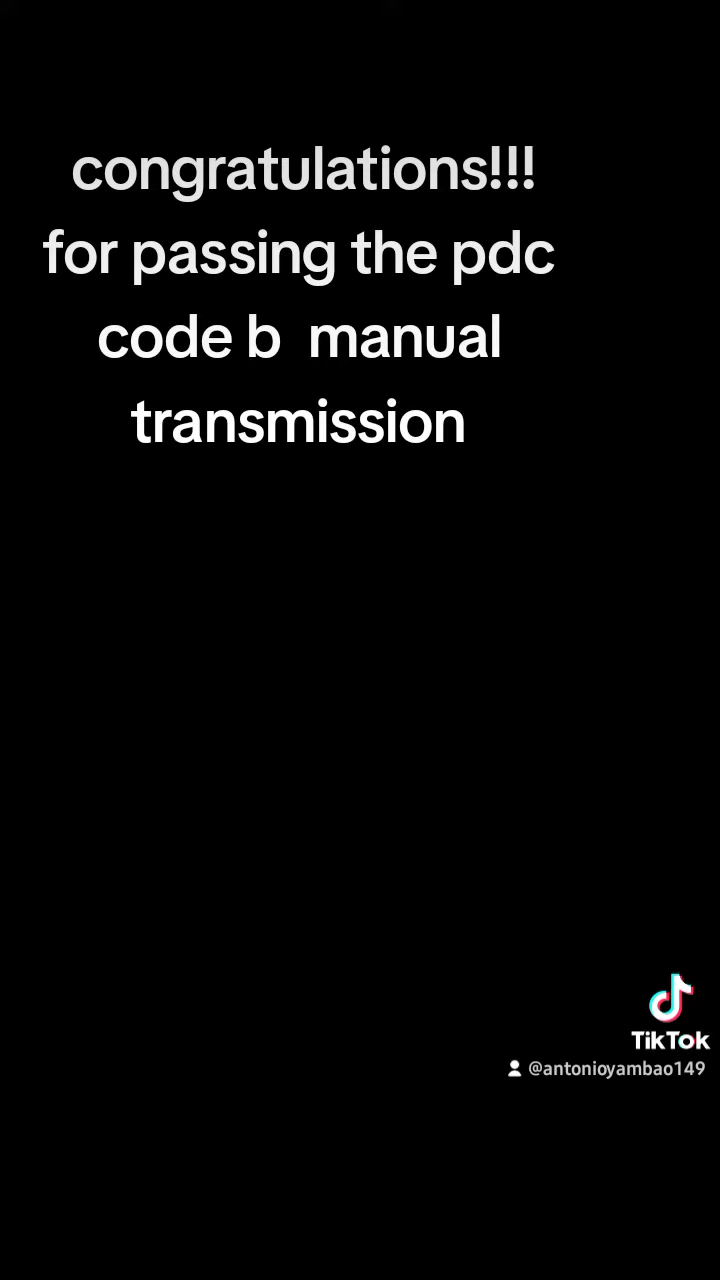 congratulations!!!
for passing the pdc
code b  manual
transmission
TikTok
@antonioyambao149